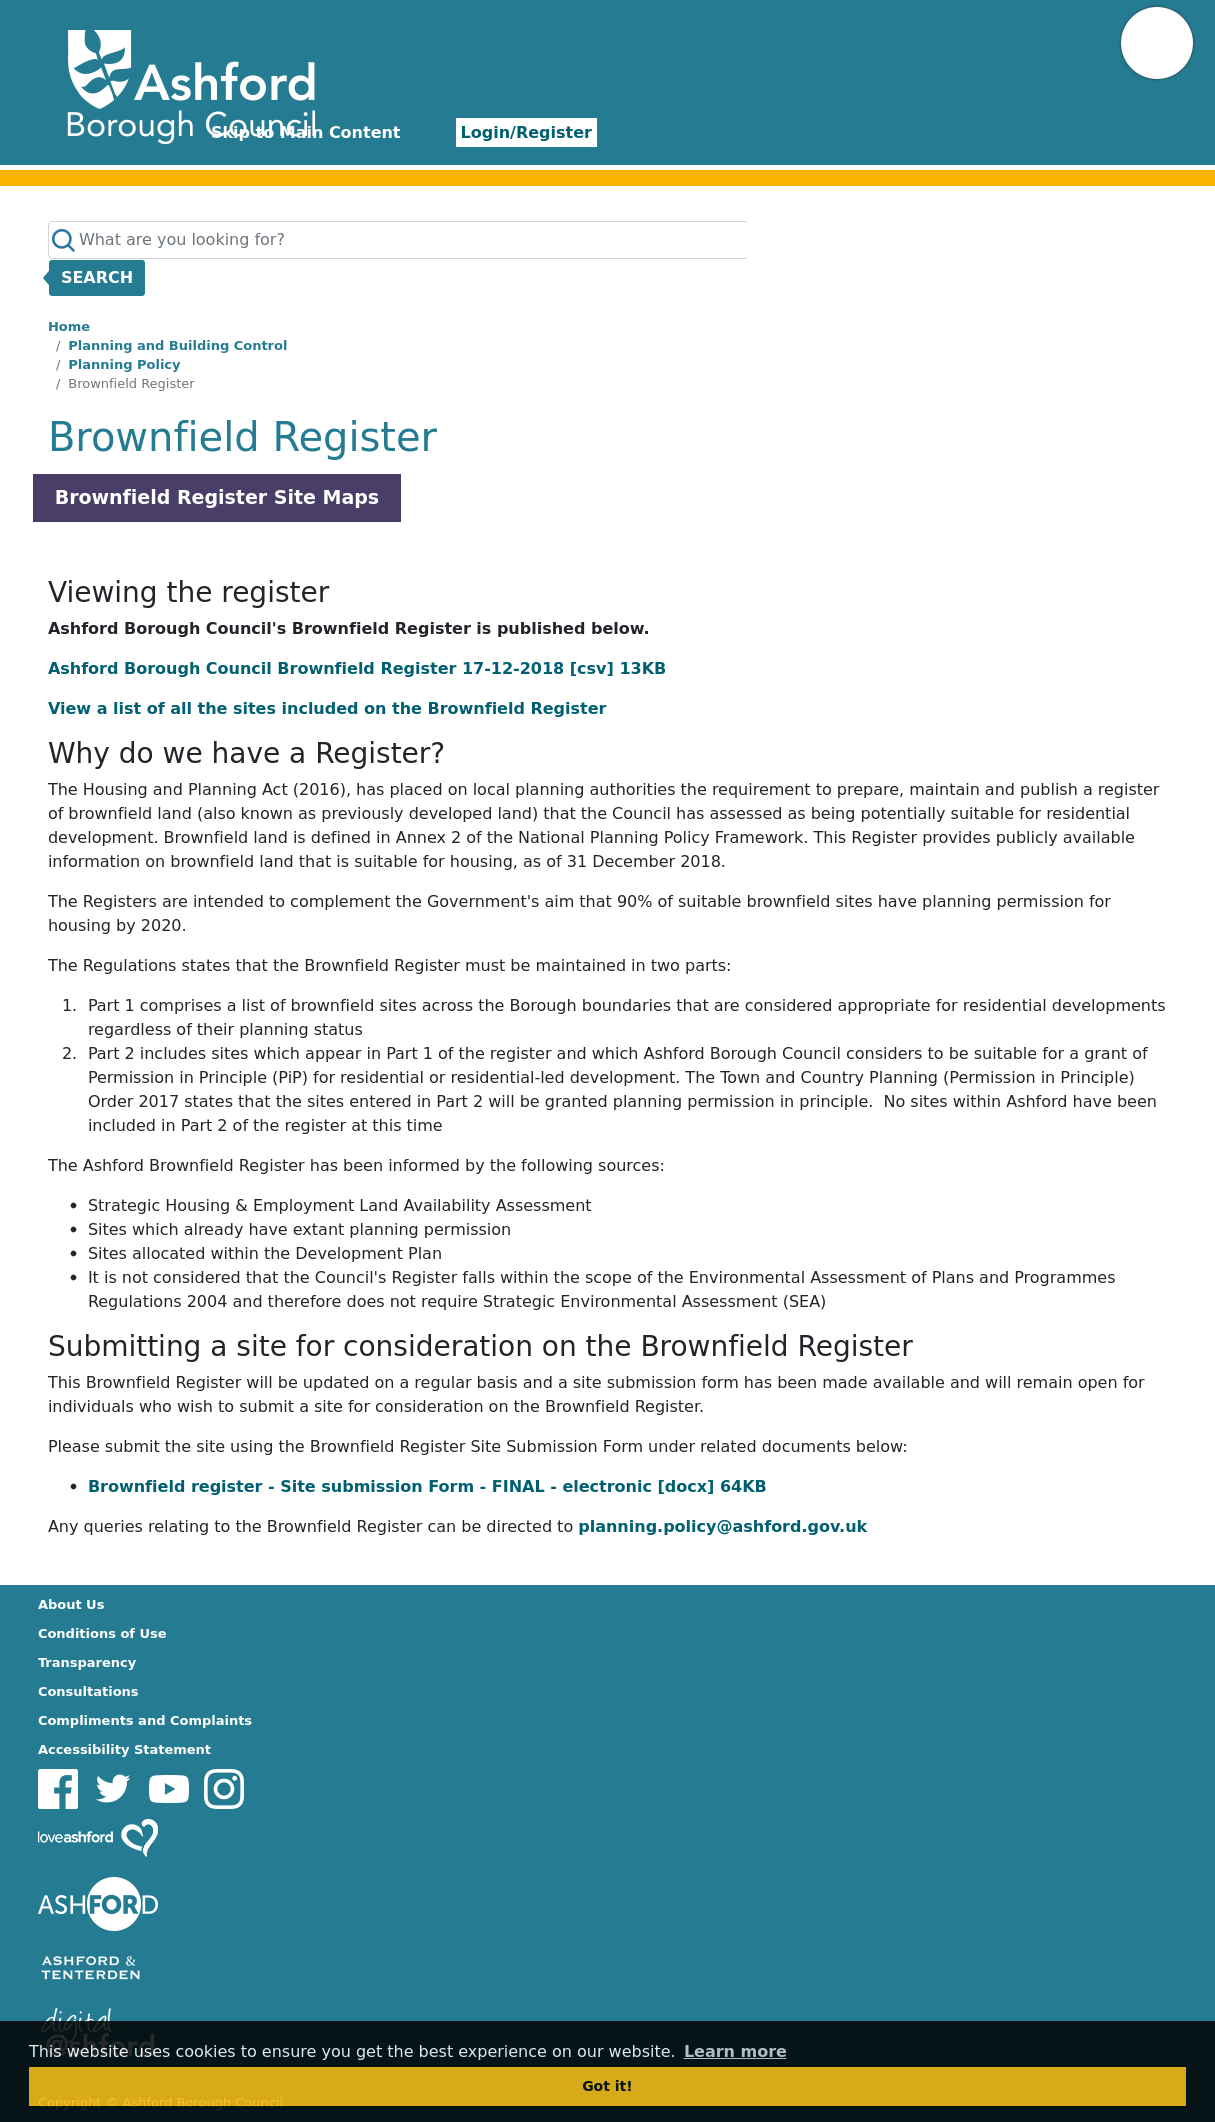 Ashford
Borough Council
Skip to Main Content
Login/Register
What are you looking for?
SEARCH
Home
/ Planning and Building Control
/ Planning Policy
/ Brownfield Register
Brownfield Register
Brownfield Register Site Maps
Viewing the register
Ashford Borough Council's Brownfield Register is published below.
Ashford Borough Council Brownfield Register 17-12-2018 [csv] 13KB
View a list of all the sites included on the Brownfield Register
Why do we have a Register?
The Housing and Planning Act (2016), has placed on local planning authorities the requirement to prepare, maintain and publish a register
of brownfield land (also known as previously developed land) that the Council has assessed as being potentially suitable for residential
development. Brownfield land is defined in Annex 2 of the National Planning Policy Framework. This Register provides publicly available
information on brownfield land that is suitable for housing, as of 31 December 2018.
The Registers are intended to complement the Government's aim that 90% of suitable brownfield sites have planning permission for
housing by 2020.
The Regulations states that the Brownfield Register must be maintained in two parts:
1. Part 1 comprises a list of brownfield sites across the Borough boundaries that are considered appropriate for residential developments
regardless of their planning status
2. Part 2 includes sites which appear in Part 1 of the register and which Ashford Borough Council considers to be suitable for a grant of
Permission in Principle (PiP) for residential or residential-led development. The Town and Country Planning (Permission in Principle)
Order 2017 states that the sites entered in Part 2 will be granted planning permission in principle.  No sites within Ashford have been
included in Part 2 of the register at this time
The Ashford Brownfield Register has been informed by the following sources:
• Strategic Housing & Employment Land Availability Assessment
• Sites which already have extant planning permission
• Sites allocated within the Development Plan
• It is not considered that the Council's Register falls within the scope of the Environmental Assessment of Plans and Programmes
Regulations 2004 and therefore does not require Strategic Environmental Assessment (SEA)
Submitting a site for consideration on the Brownfield Register
This Brownfield Register will be updated on a regular basis and a site submission form has been made available and will remain open for
individuals who wish to submit a site for consideration on the Brownfield Register.
Please submit the site using the Brownfield Register Site Submission Form under related documents below:
• Brownfield register - Site submission Form - FINAL - electronic [docx] 64KB
Any queries relating to the Brownfield Register can be directed to planning.policy@ashford.gov.uk
About Us
Conditions of Use
Transparency
Consultations
Compliments and Complaints
Accessibility Statement
loveashford
ASHFORD
ASHFORD &
TENTERDEN
digital
@ashford
This website uses cookies to ensure you get the best experience on our website. Learn more
Got it!
Copyright © Ashford Borough Council